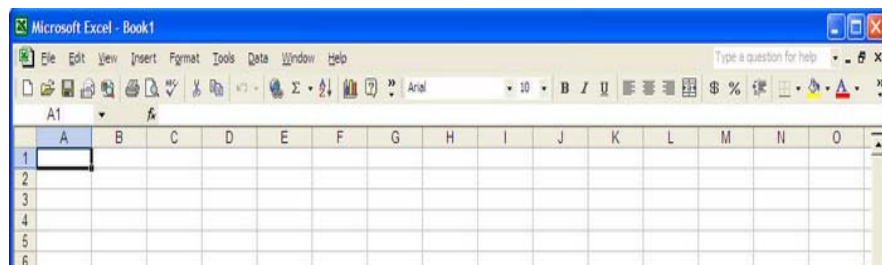 Microsoft Excel - Book1
File Edit View Insert Format Tools Data Window Help Type a question for help
Arial 10 B I U $ %
A1 fx
A B C D E F G H I J K L M N O
1
2
3
4
5
6